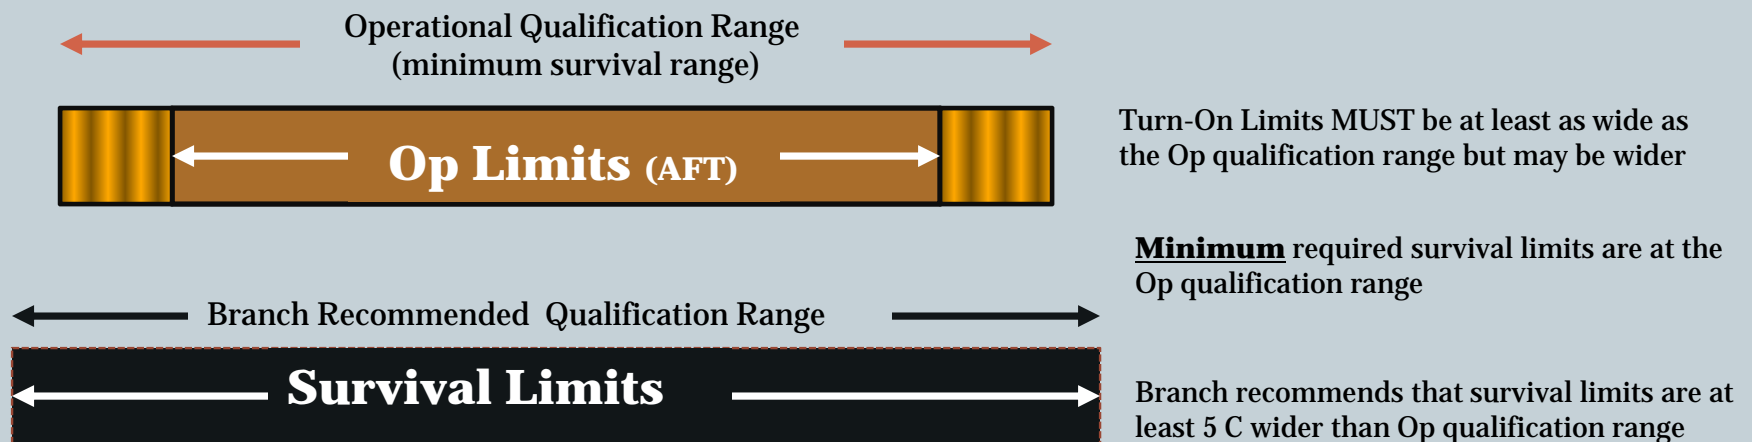 Operational Qualification Range
(minimum survival range)
Op Limits (AFT)
Turn-On Limits MUST be at least as wide as
the Op qualification range but may be wider
Minimum required survival limits are at the
Op qualification range
Branch Recommended Qualification Range
Survival Limits
Branch recommends that survival limits are at
least 5 C wider than Op qualification range